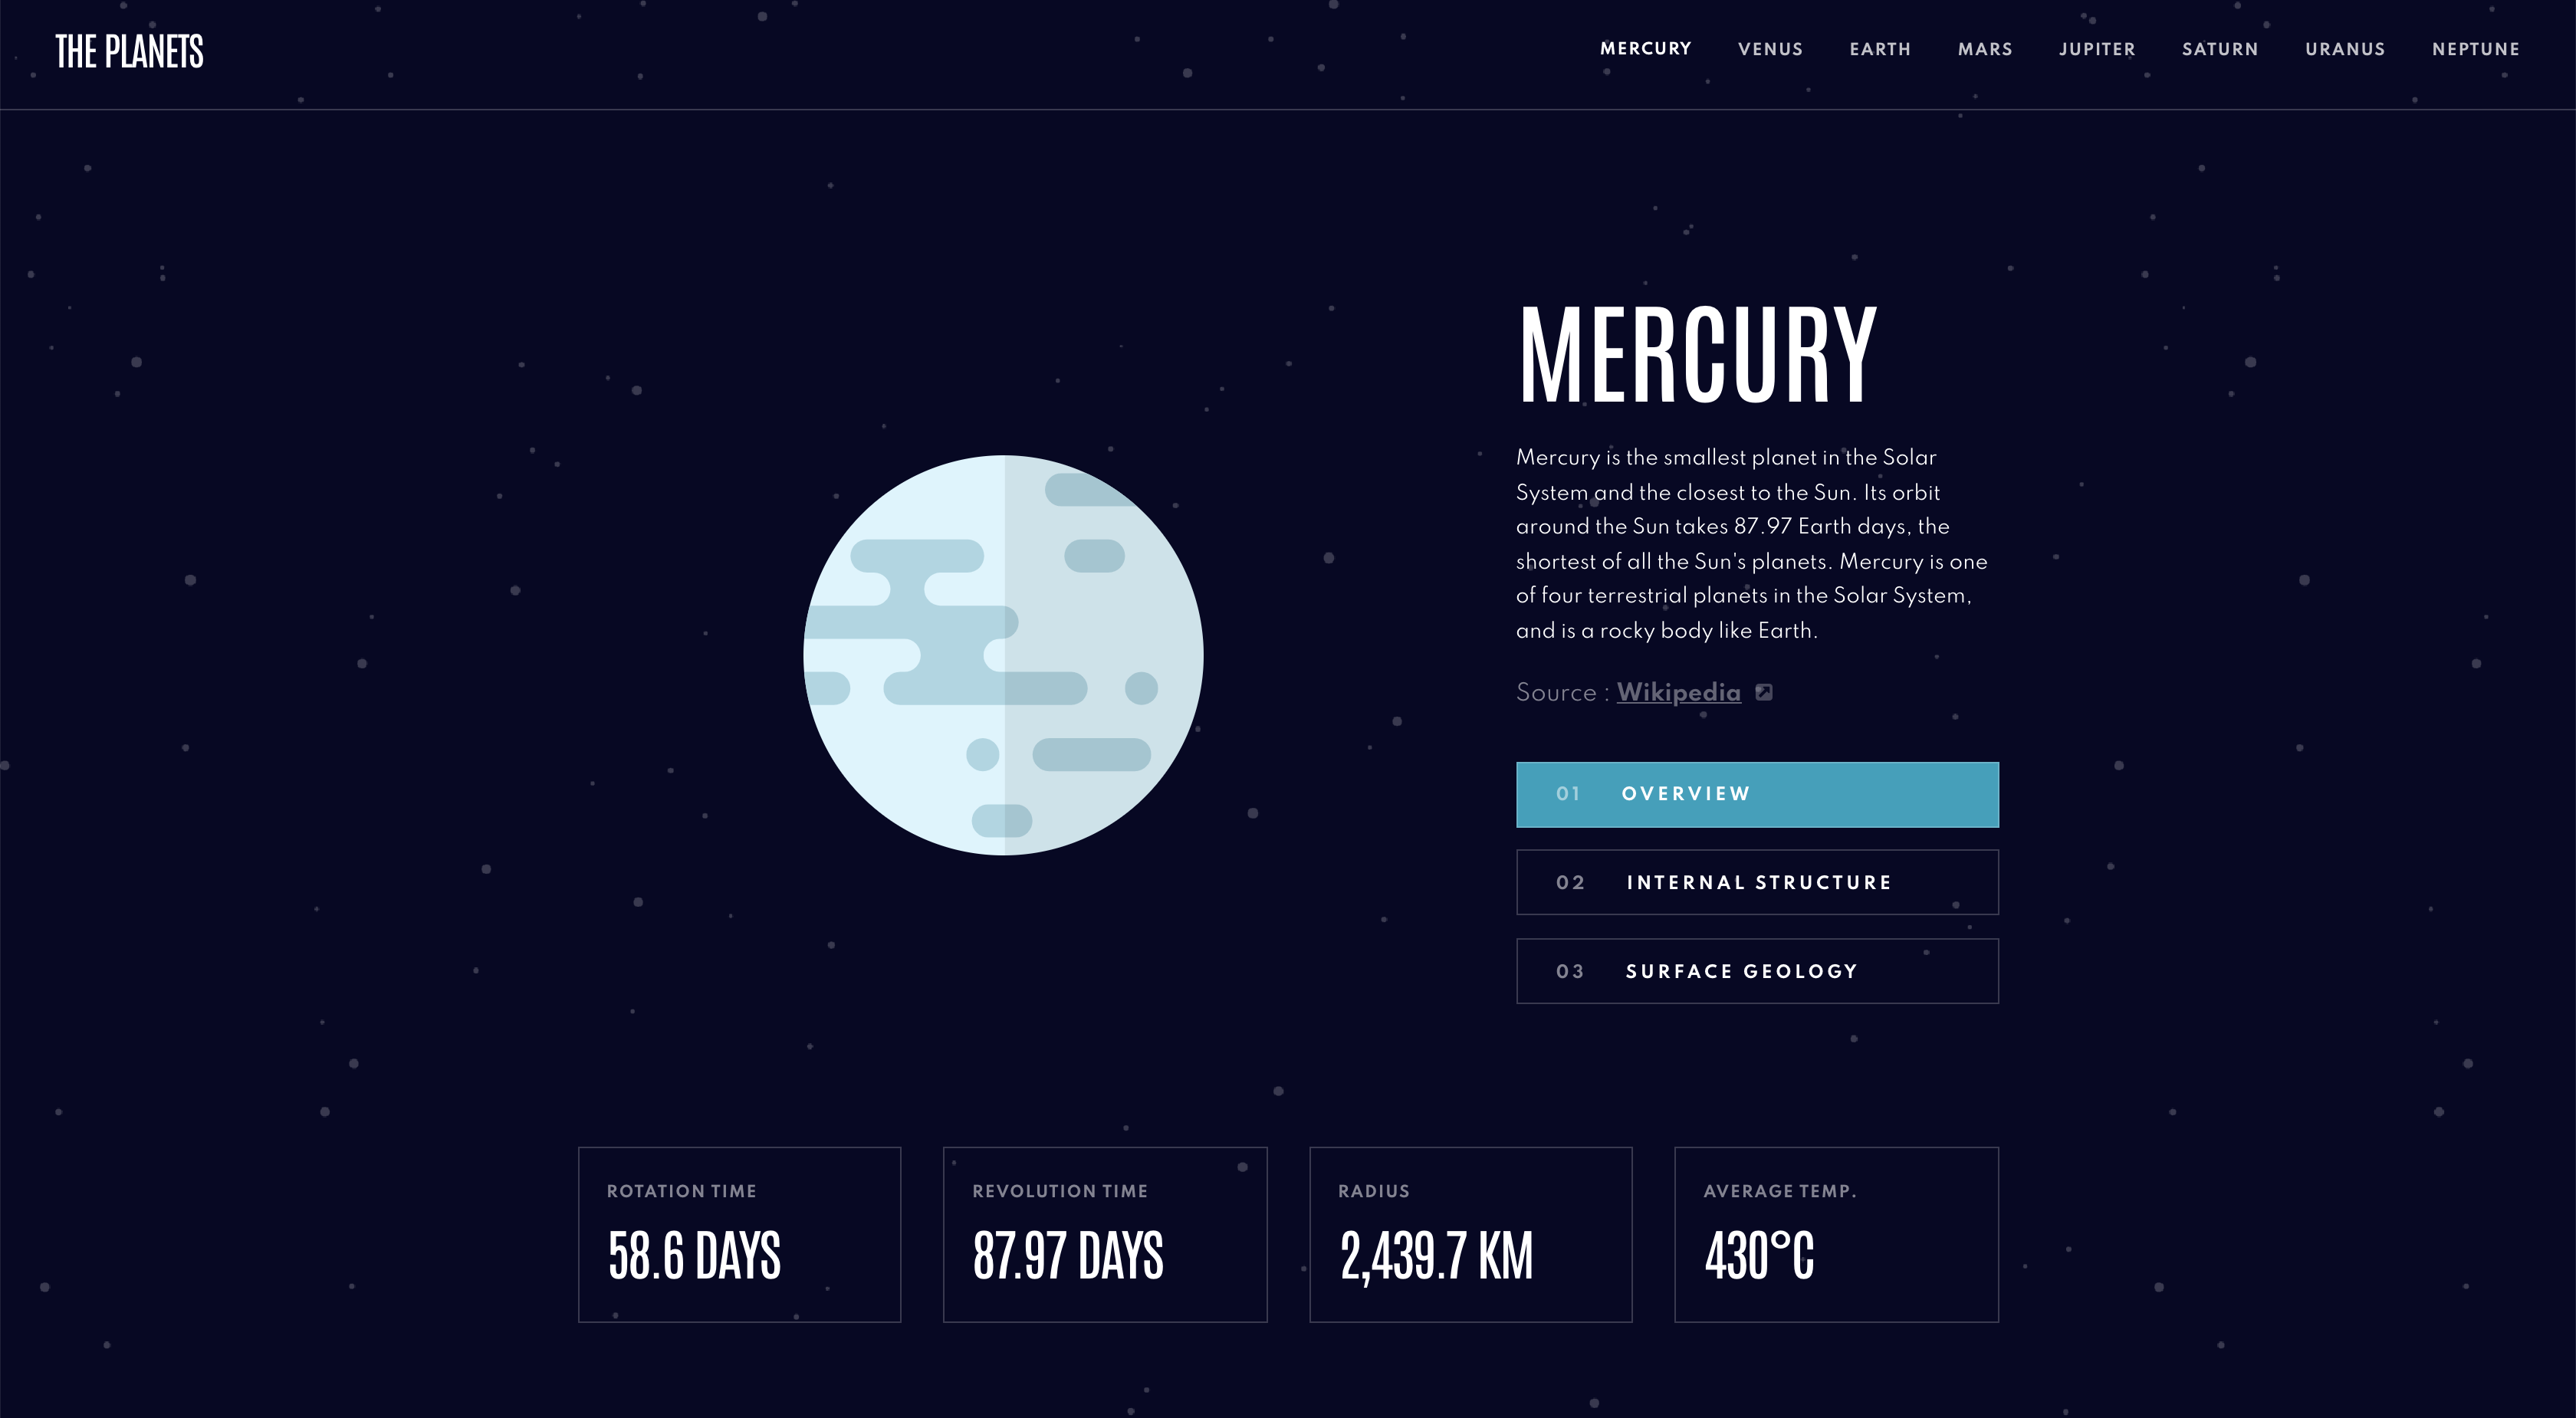 THE PLANETS
MERCURY VENUS EARTH MARS JUPITER SATURN URANUS NEPTUNE
MERCURY
Mercury is the smallest planet in the Solar
System and the closest to the Sun. Its orbit
around the Sun takes 87.97 Earth days, the
shortest of all the Sun's planets. Mercury is one
of four terrestrial planets in the Solar System,
and is a rocky body like Earth.
Source : Wikipedia
01 OVERVIEW
02 INTERNAL STRUCTURE
03 SURFACE GEOLOGY
ROTATION TIME
58.6 DAYS
REVOLUTION TIME
87.97 DAYS
RADIUS
2,439.7 KM
AVERAGE TEMP.
430°C